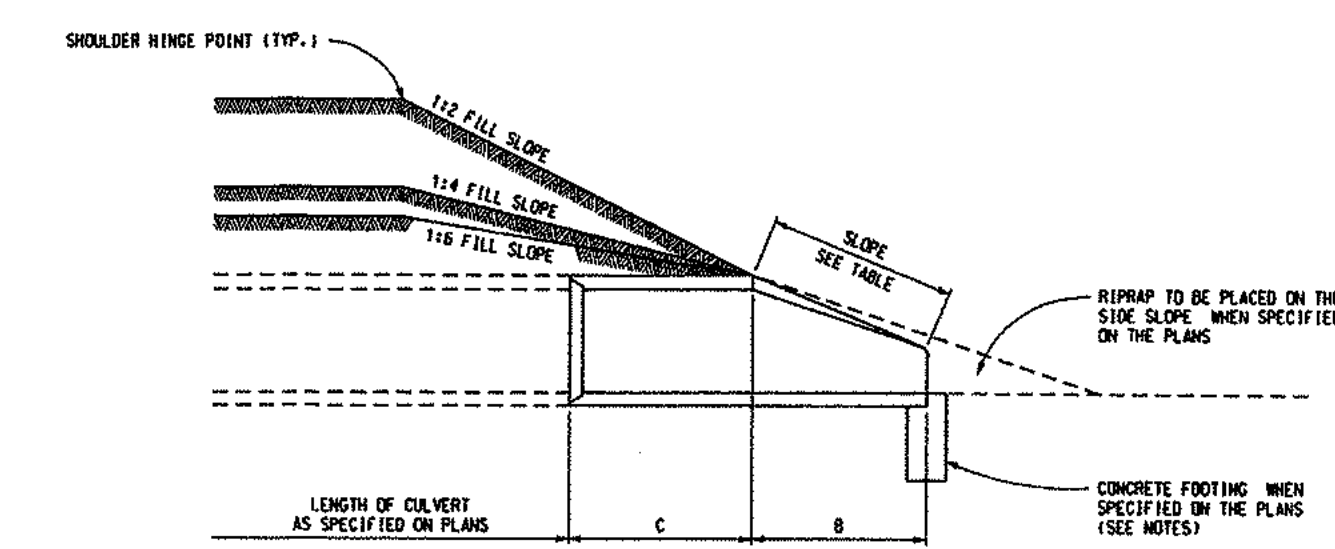 SHOULDER HINGE POINT (TYP.)
1:2 FILL SLOPE
1:4 FILL SLOPE
1:6 FILL SLOPE
SLOPE
SEE TABLE
RIPRAP TO BE PLACED ON THE
SIDE SLOPE WHEN SPECIFIED
ON THE PLANS
LENGTH OF CULVERT
AS SPECIFIED ON PLANS
C
B
CONCRETE FOOTING WHEN
SPECIFIED ON THE PLANS
(SEE NOTES)